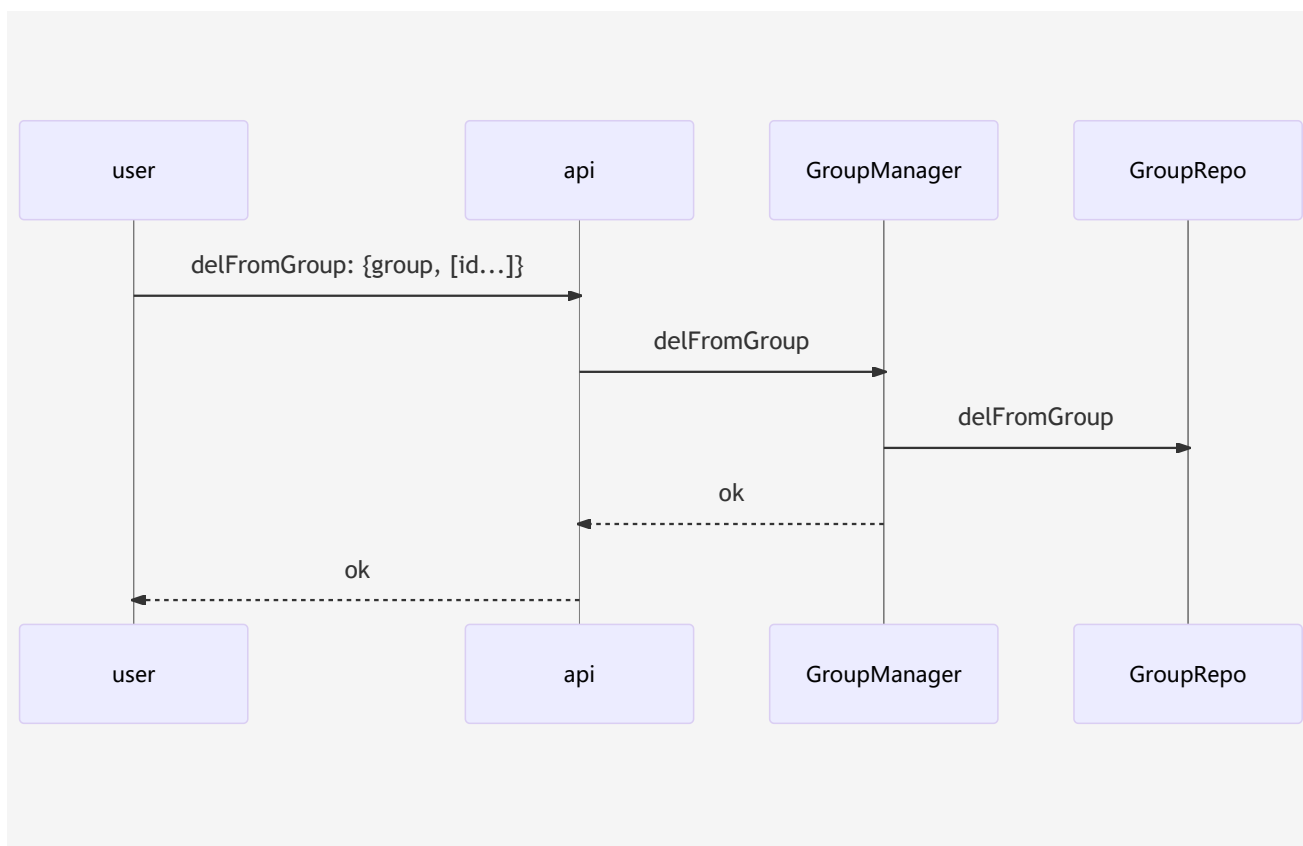 user
api
GroupManager
GroupRepo
delFromGroup: {group, [id...]}
delFromGroup
delFromGroup
ok
ok
user
api
GroupManager
GroupRepo